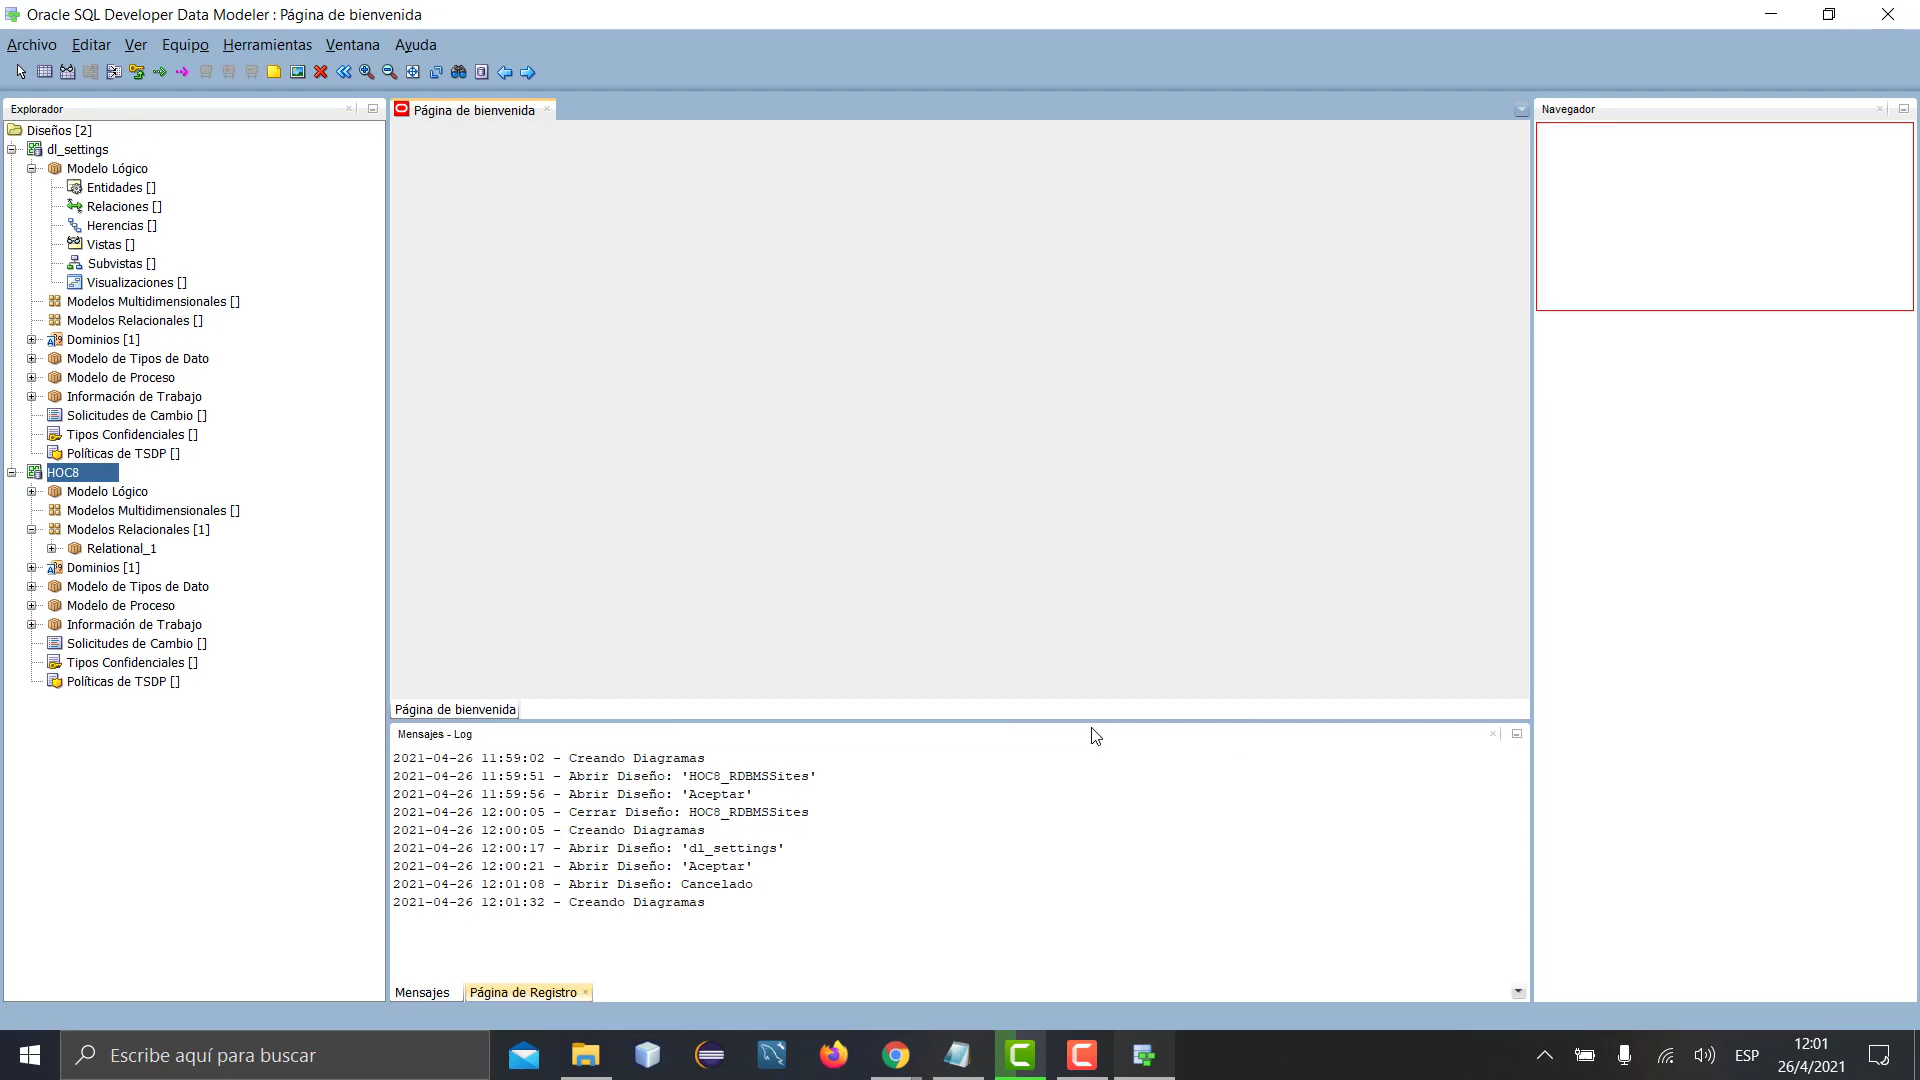 Oracle SQL Developer Data Modeler : Página de bienvenida
Archivo Editar Ver Equipo Herramientas Ventana Ayuda
Explorador
Diseños [2]
dl_settings
Modelo Lógico
Entidades []
Relaciones []
Herencias []
Vistas []
Subvistas []
Visualizaciones []
Modelos Multidimensionales []
Modelos Relacionales []
Dominios [1]
Modelo de Tipos de Dato
Modelo de Proceso
Información de Trabajo
Solicitudes de Cambio []
Tipos Confidenciales []
Políticas de TSDP []
HOC8
Modelo Lógico
Modelos Multidimensionales []
Modelos Relacionales [1]
Relational_1
Dominios [1]
Modelo de Tipos de Dato
Modelo de Proceso
Información de Trabajo
Solicitudes de Cambio []
Tipos Confidenciales []
Políticas de TSDP []
Página de bienvenida
Página de bienvenida
Mensajes - Log
2021-04-26 11:59:02 - Creando Diagramas
2021-04-26 11:59:51 - Abrir Diseño: 'HOC8_RDBMSSites'
2021-04-26 11:59:56 - Abrir Diseño: 'Aceptar'
2021-04-26 12:00:05 - Cerrar Diseño: HOC8_RDBMSSites
2021-04-26 12:00:05 - Creando Diagramas
2021-04-26 12:00:17 - Abrir Diseño: 'dl_settings'
2021-04-26 12:00:21 - Abrir Diseño: 'Aceptar'
2021-04-26 12:01:08 - Abrir Diseño: Cancelado
2021-04-26 12:01:32 - Creando Diagramas
Mensajes Página de Registro
Navegador
Escribe aquí para buscar
ESP
12:01
26/4/2021